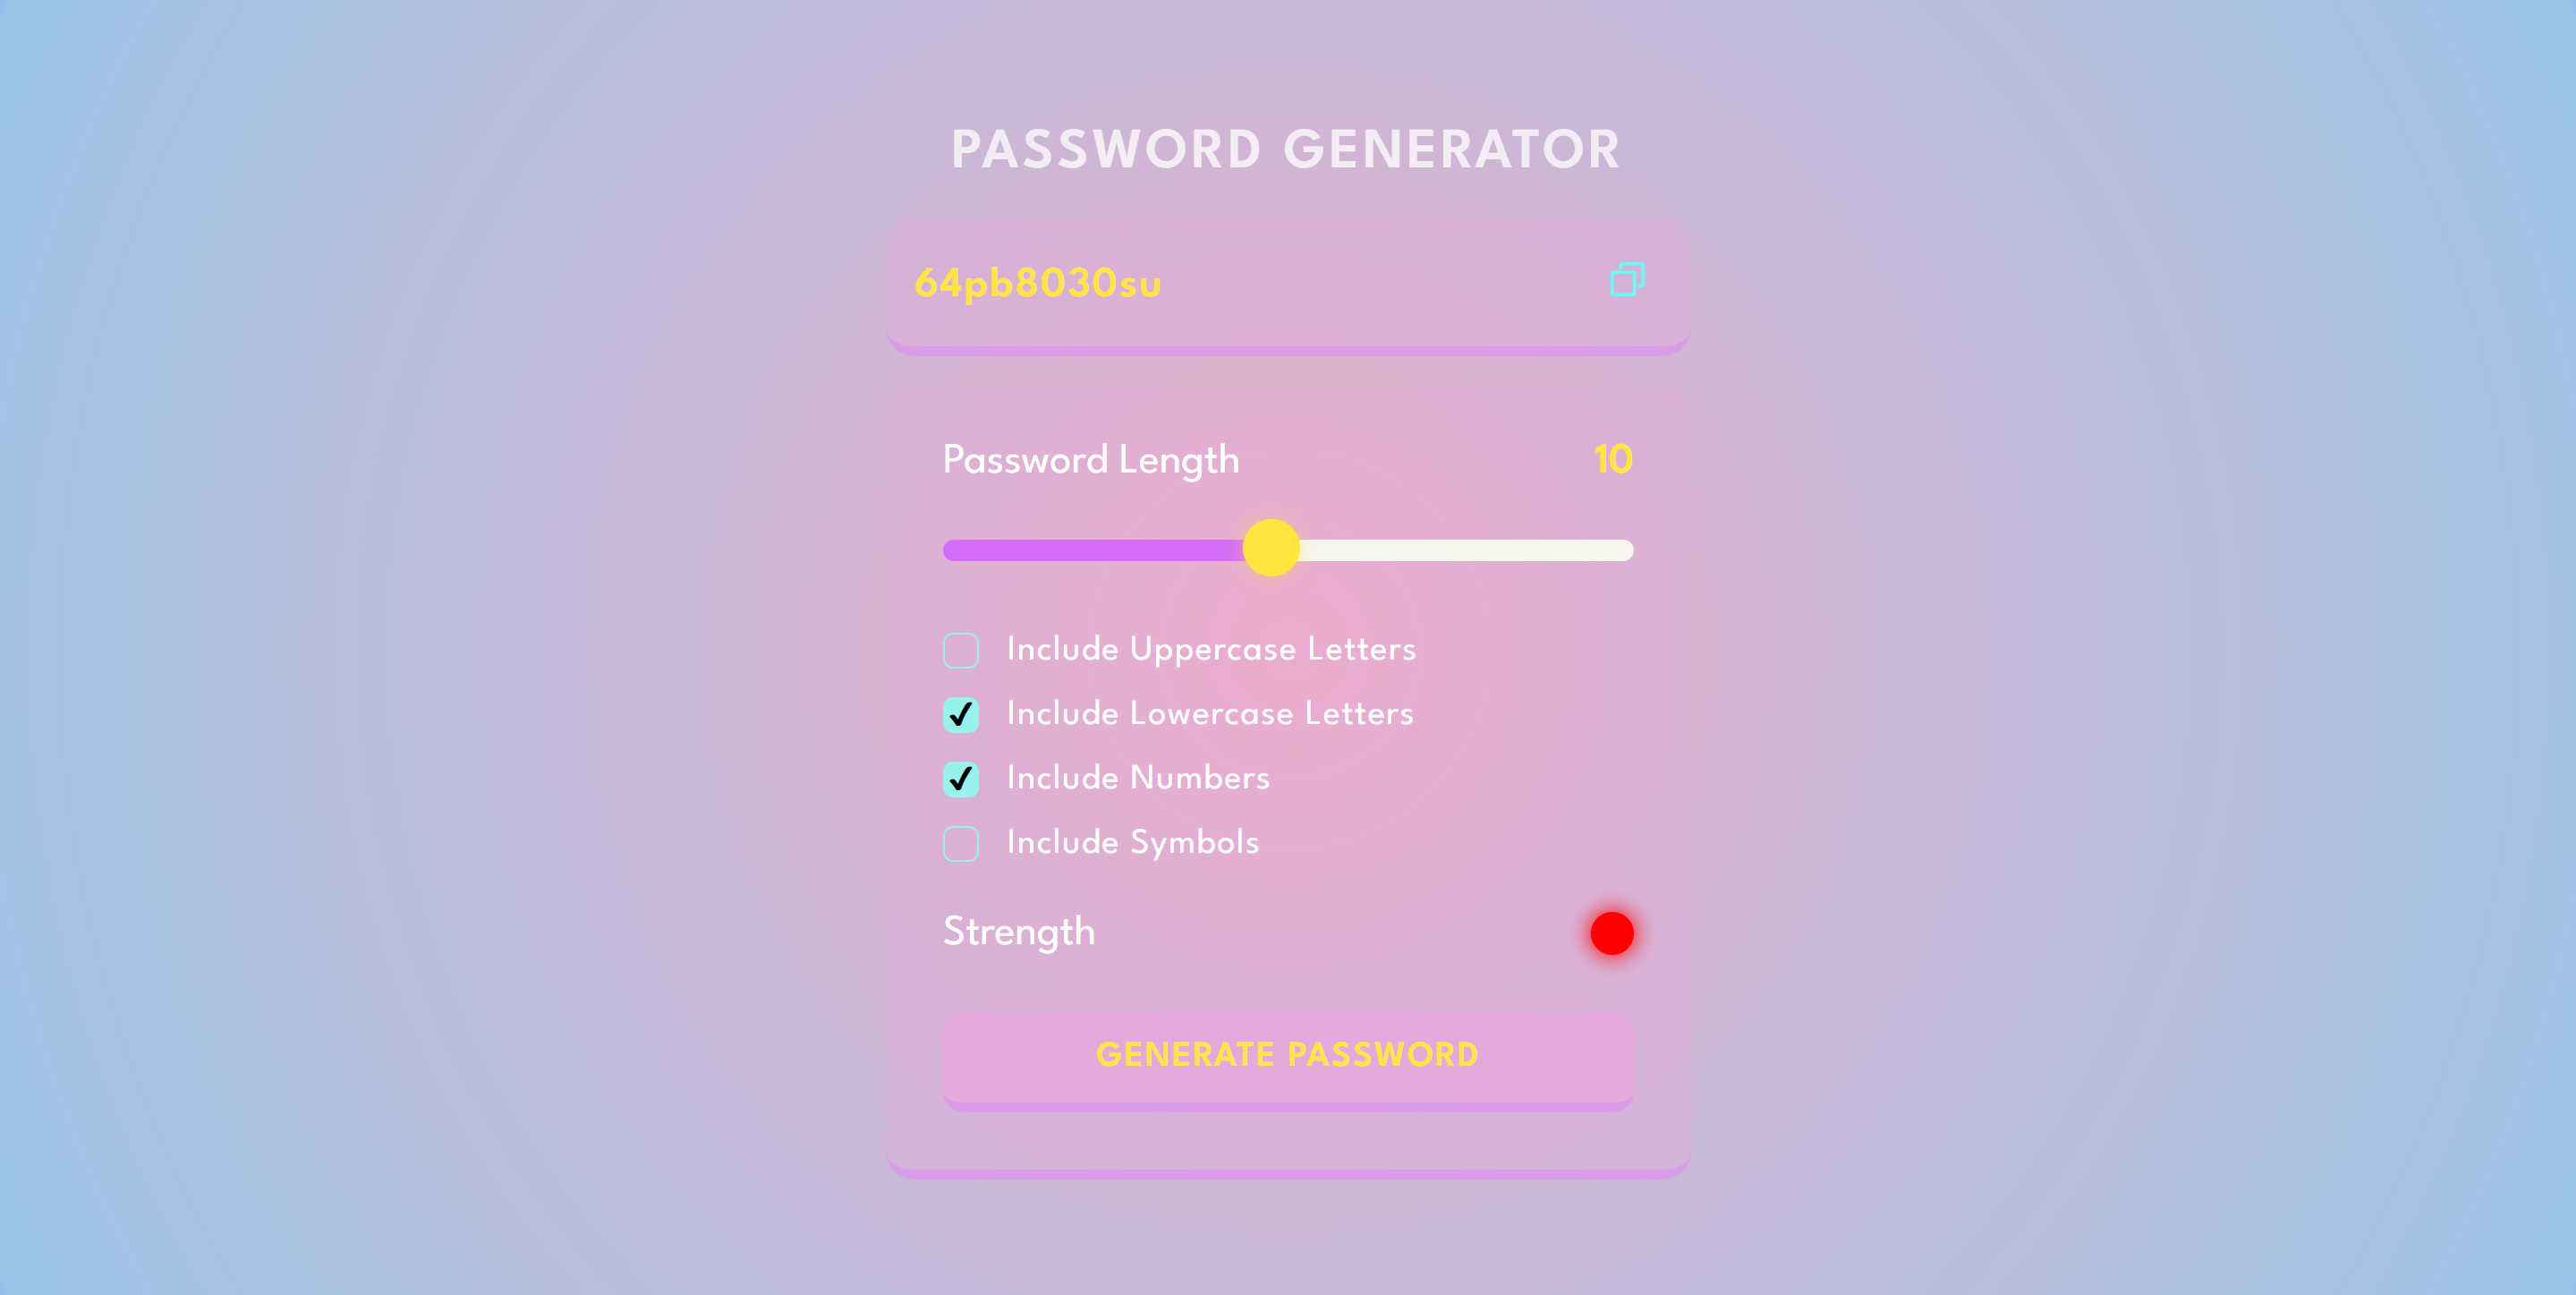 PASSWORD GENERATOR
64pb8030su
Password Length 10
Include Uppercase Letters
Include Lowercase Letters
Include Numbers
Include Symbols
Strength
GENERATE PASSWORD